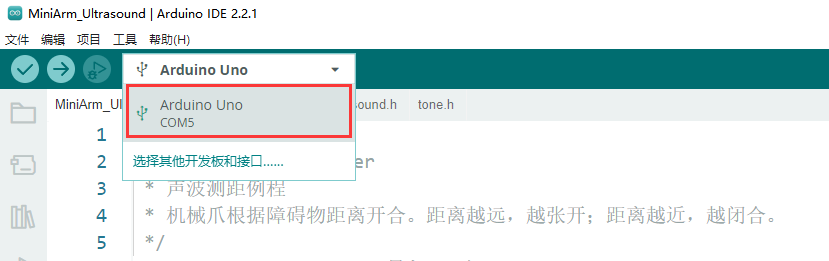 MiniArm_Ultrasound | Arduino IDE 2.2.1
文件 编辑 项目 工具 帮助(H)
Arduino Uno
MiniArm_U
sound.h
tone.h
Arduino Uno
COM5
1
选择其他开发板和接口......
2 er
3 * 声波测距例程
4 * 机械爪根据障碍物距离开合。距离越远，越张开；距离越近，越闭合。
5 */